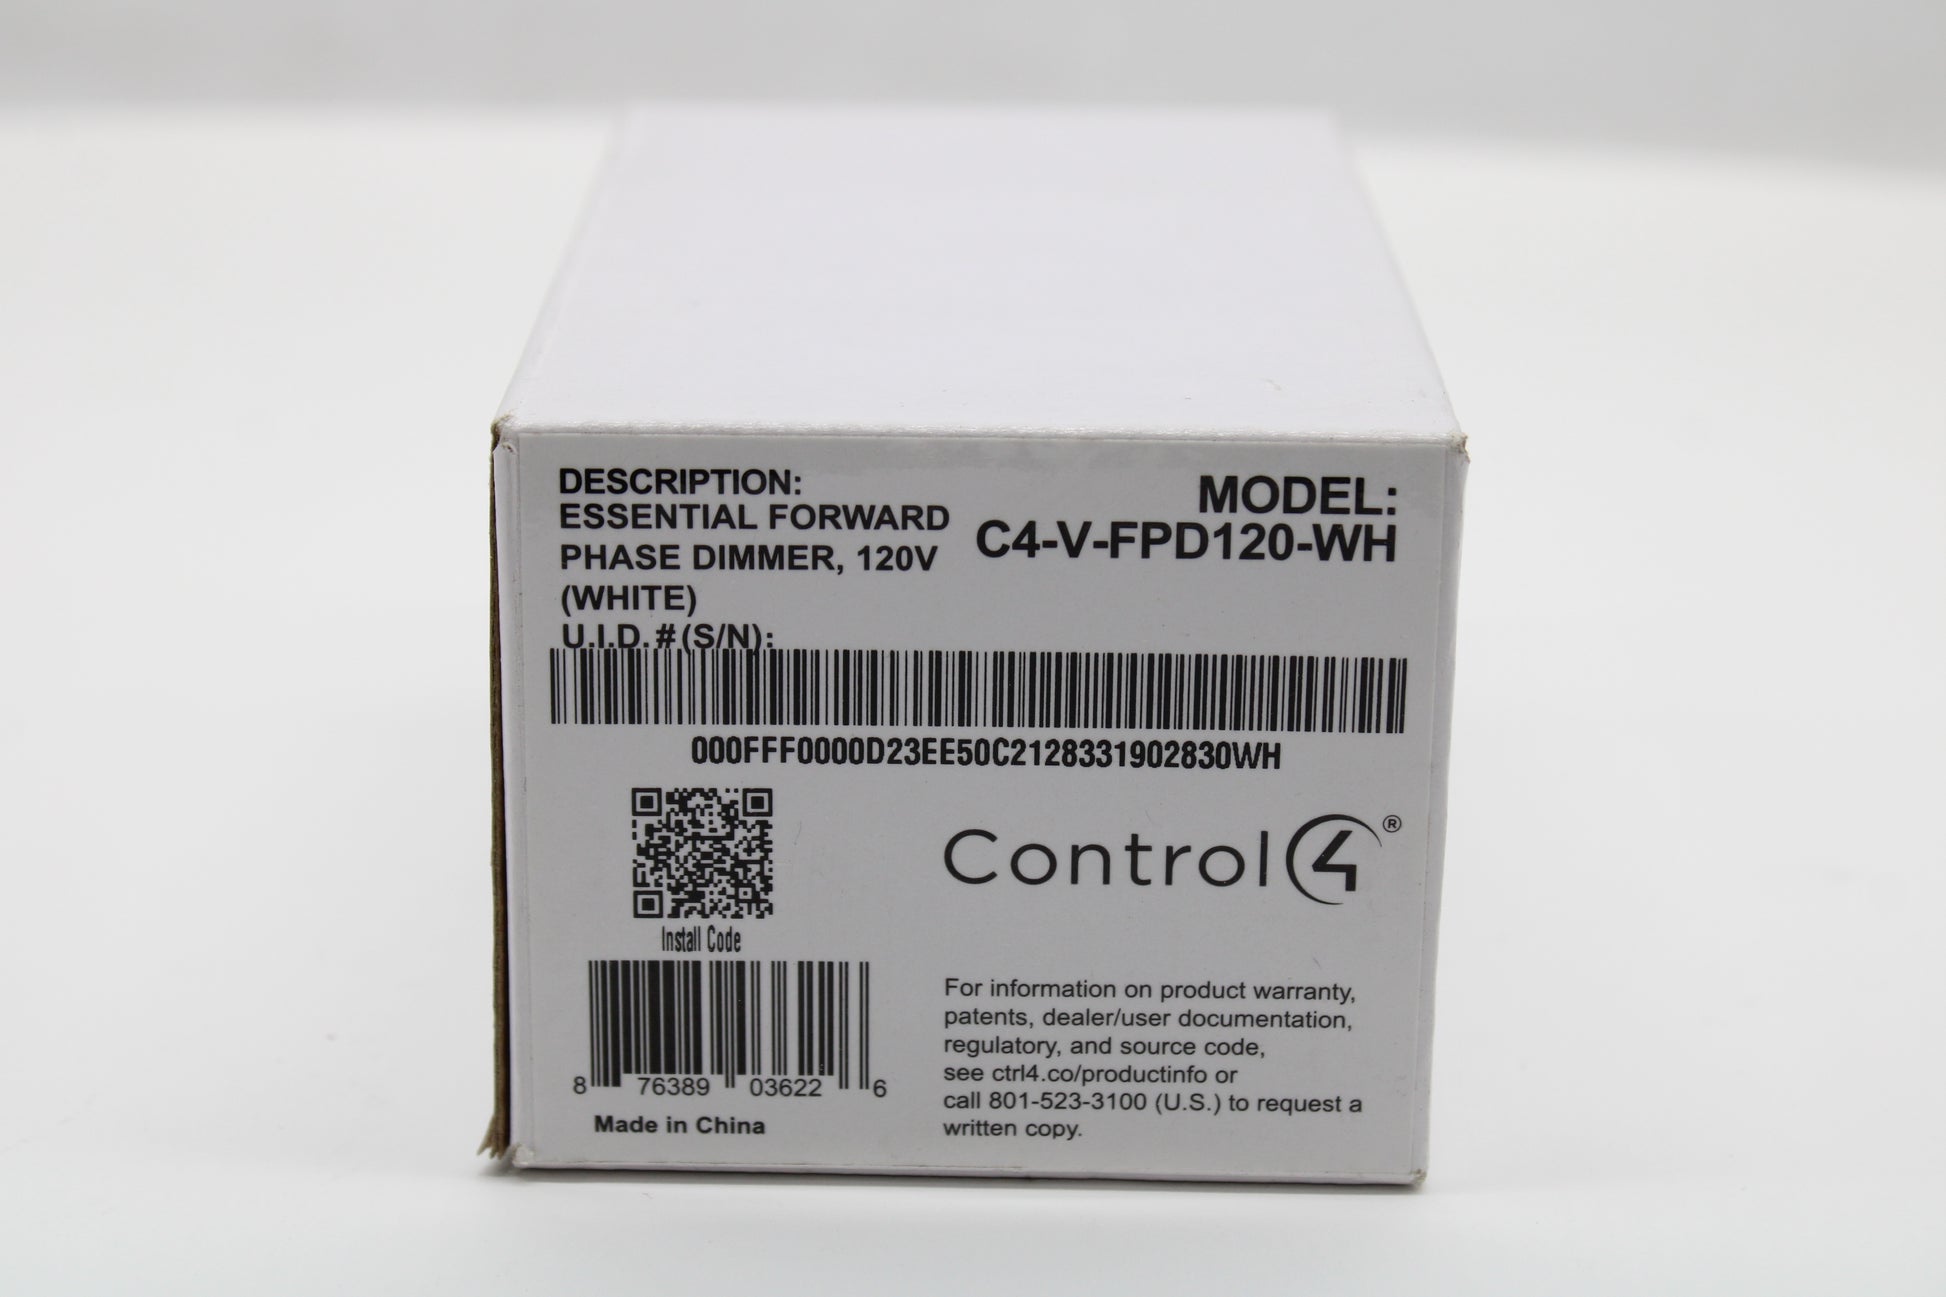 DESCRIPTION:
ESSENTIAL FORWARD
PHASE DIMMER, 120V
(WHITE)
U.I.D. # (S/N):
MODEL:
C4-V-FPD120-WH
000FFF0000D23EE50C2128331902830WH
Install Code
Control4®
8 76389 03622 6
Made in China
For information on product warranty,
patents, dealer/user documentation,
regulatory, and source code,
see ctrl4.co/productinfo or
call 801-523-3100 (U.S.) to request a
written copy.